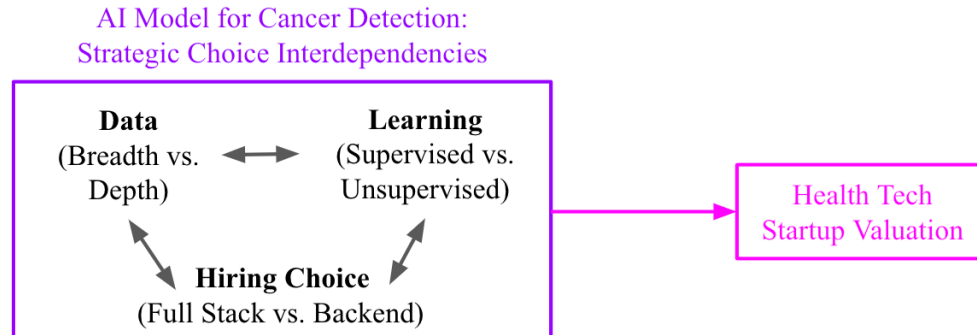 AI Model for Cancer Detection:
Strategic Choice Interdependencies
Data
(Breadth vs.
Depth)
Learning
(Supervised vs.
Unsupervised)
Hiring Choice
(Full Stack vs. Backend)
Health Tech
Startup Valuation